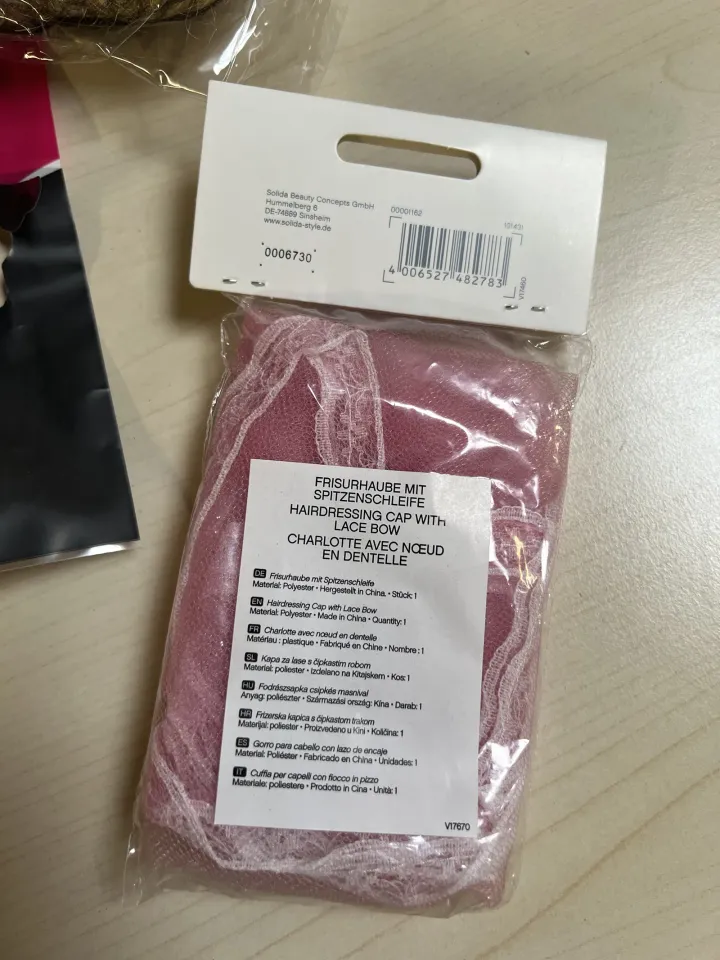 Solida Beauty Concepts GmbH
Hummelberg 6
DE-74889 Sinsheim
www.solida-style.de
0006730
00001162
101431
4 006527 482783
V17460
FRISURHAUBE MIT
SPITZENSCHLEIFE
HAIRDRESSING CAP WITH
LACE BOW
CHARLOTTE AVEC NŒUD
EN DENTELLE
DE Frisurhaube mit Spitzenschleife
Material: Polyester • Hergestellt in China. • Stück: 1
EN Hairdressing Cap with Lace Bow
Material: Polyester • Made in China • Quantity: 1
FR Charlotte avec nœud en dentelle
Matériau : plastique • Fabriqué en Chine • Nombre : 1
SL Kapa za lase s čipkastim robom
Material: poliester • Izdelano na Kitajskem • Kos: 1
HU Fodrászsapka csipkés masnival
Anyag: poliészter • Származási ország: Kína • Darab: 1
HR Frizerska kapica s čipkastom trakom
Materijal: poliester • Proizvedeno u Kini • Količina: 1
ES Gorro para cabello con lazo de encaje
Material: Poliéster • Fabricado en China • Unidades: 1
IT Cuffia per capelli con fiocco in pizzo
Materiale: poliestere • Prodotto in Cina • Unità: 1
V17670